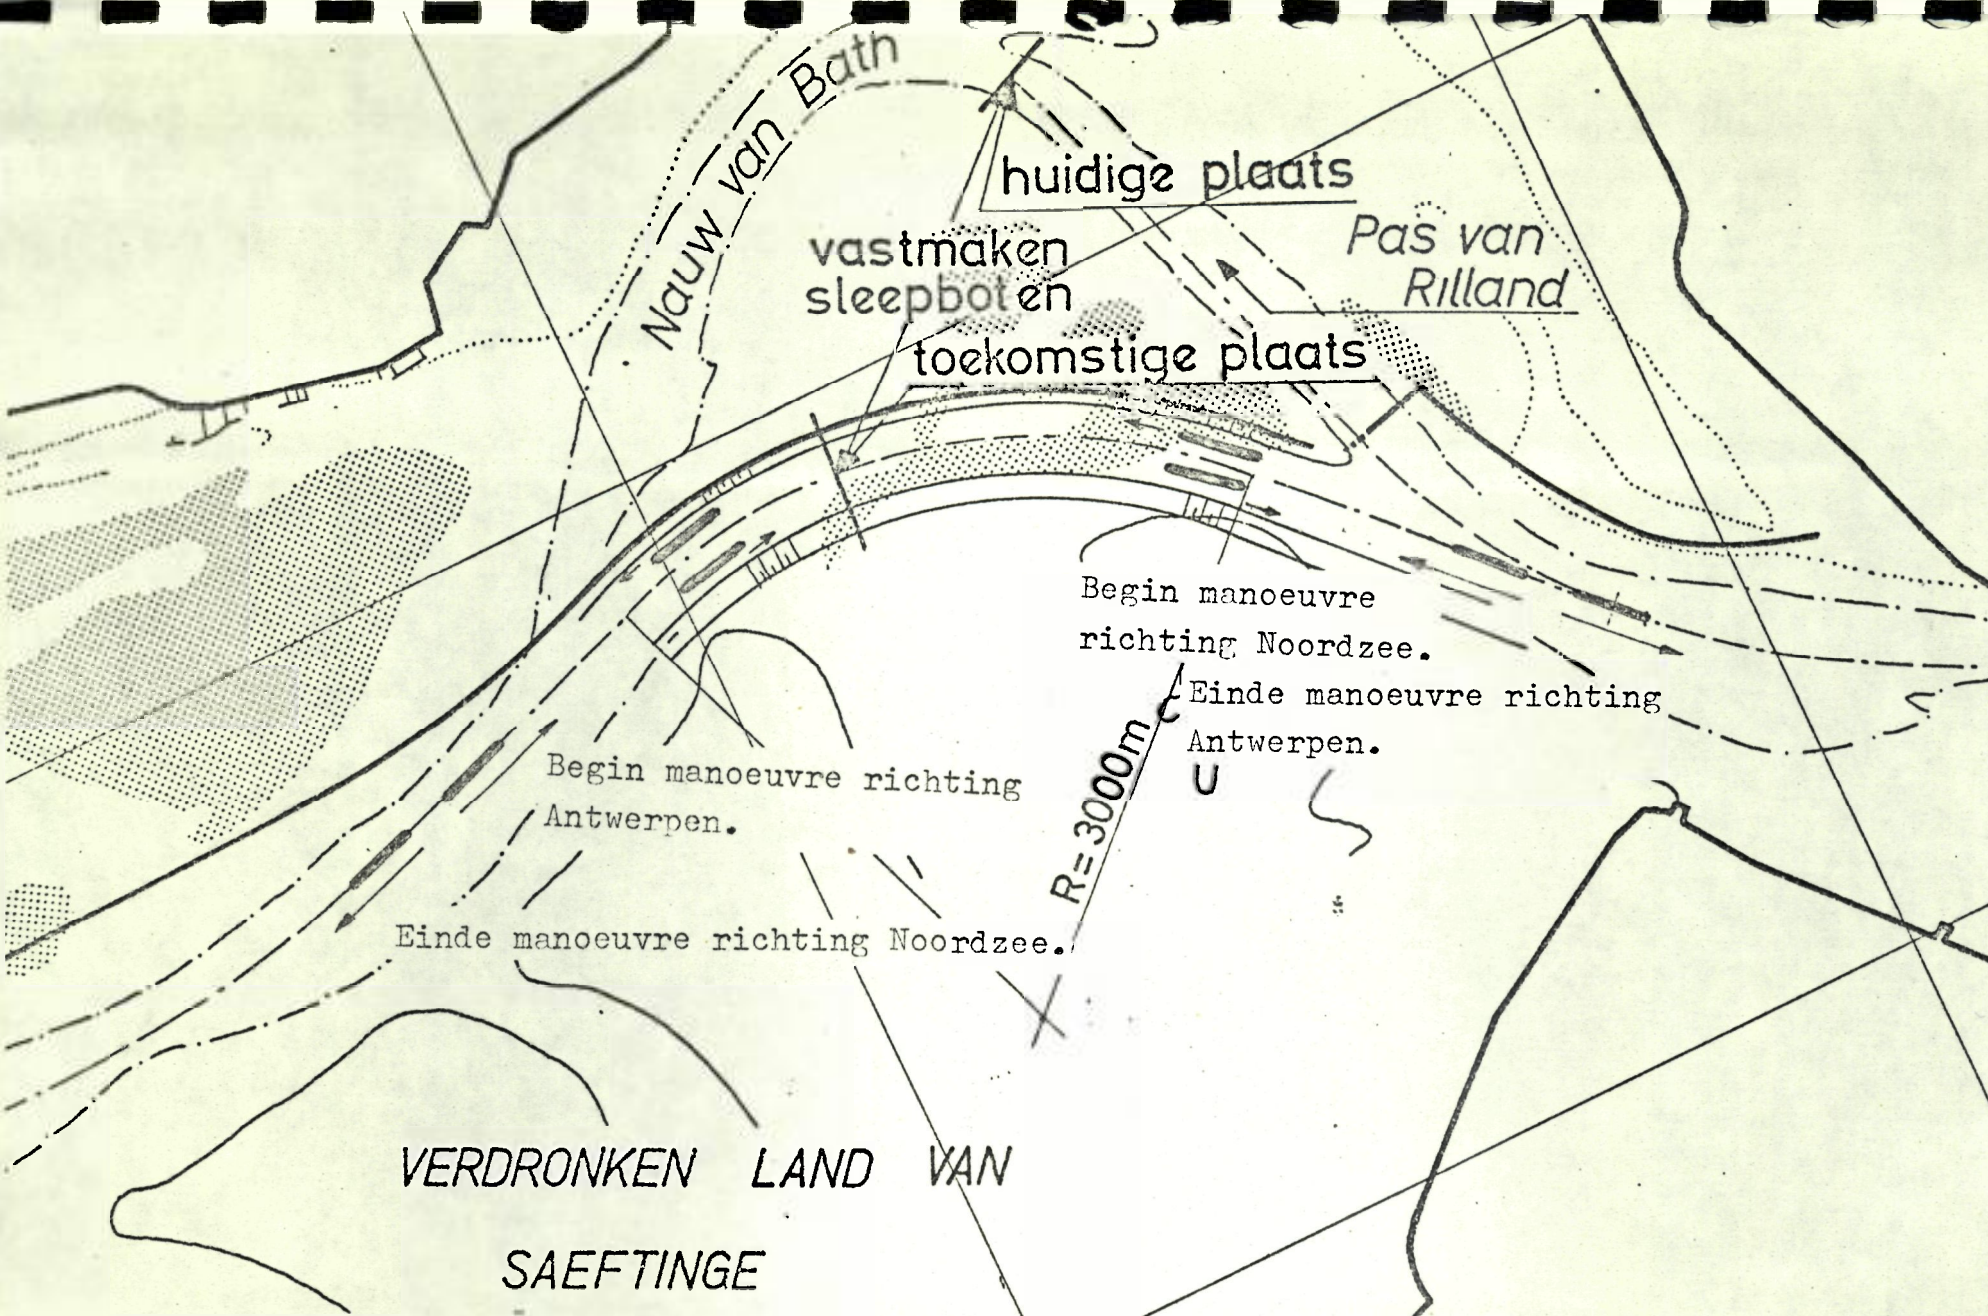 Nauw van Bath
huidige plaats
vastmaken
sleepboten
Pas van
Rilland
toekomstige plaats
Begin manoeuvre
richting Noordzee.
Einde manoeuvre richting
Antwerpen.
R=3000m
Begin manoeuvre richting
Antwerpen.
Einde manoeuvre richting Noordzee.
VERDRONKEN LAND VAN
SAEFTINGE